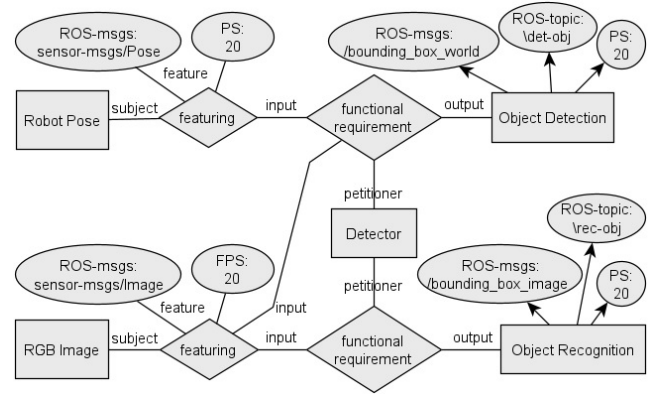 ROS-msgs:
sensor-msgs/Pose
PS:
20
ROS-msgs:
/bounding_box_world
ROS-topic:
\det-obj
PS:
20
feature
Robot Pose
subject
featuring
input
functional
requirement
output
Object Detection
petitioner
Detector
ROS-topic:
\rec-obj
petitioner
ROS-msgs:
sensor-msgs/Image
FPS:
20
ROS-msgs:
/bounding_box_image
PS:
20
feature
input
RGB Image
subject
featuring
input
functional
requirement
output
Object Recognition